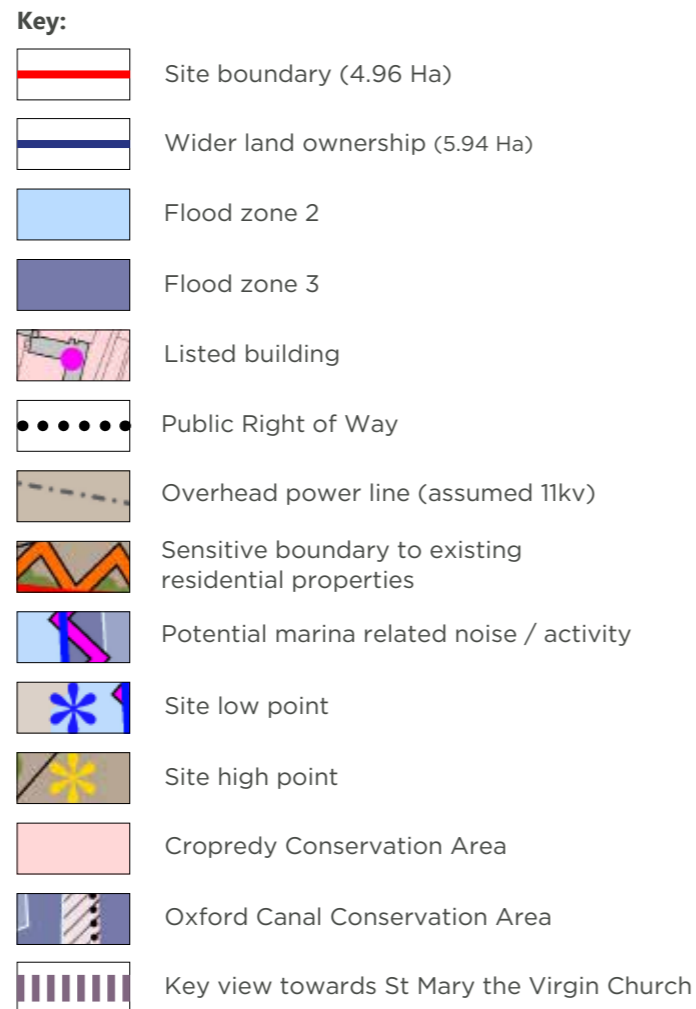 Key:
Site boundary (4.96 Ha)
Wider land ownership (5.94 Ha)
Flood zone 2
Flood zone 3
Listed building
Public Right of Way
Overhead power line (assumed 11kv)
Sensitive boundary to existing
residential properties
Potential marina related noise / activity
Site low point
Site high point
Cropredy Conservation Area
Oxford Canal Conservation Area
Key view towards St Mary the Virgin Church